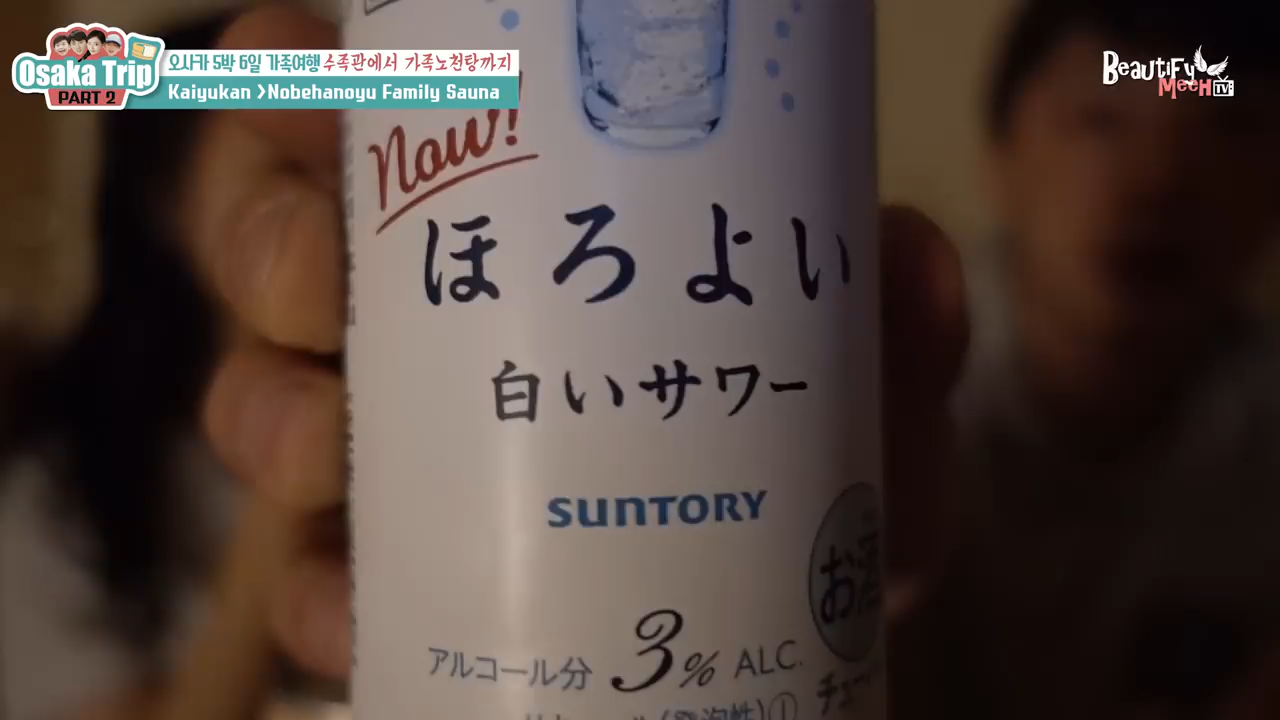 Osaka Trip
PART 2
오사카 5박 6일 가족여행 수족관에서 가족노천탕까지
Kaiyukan >Nobehanoyu Family Sauna
BeautifyMeeH TV
Now!
ほろよい
白いサワー
SUNTORY
お酒
アルコール分 3% ALC.